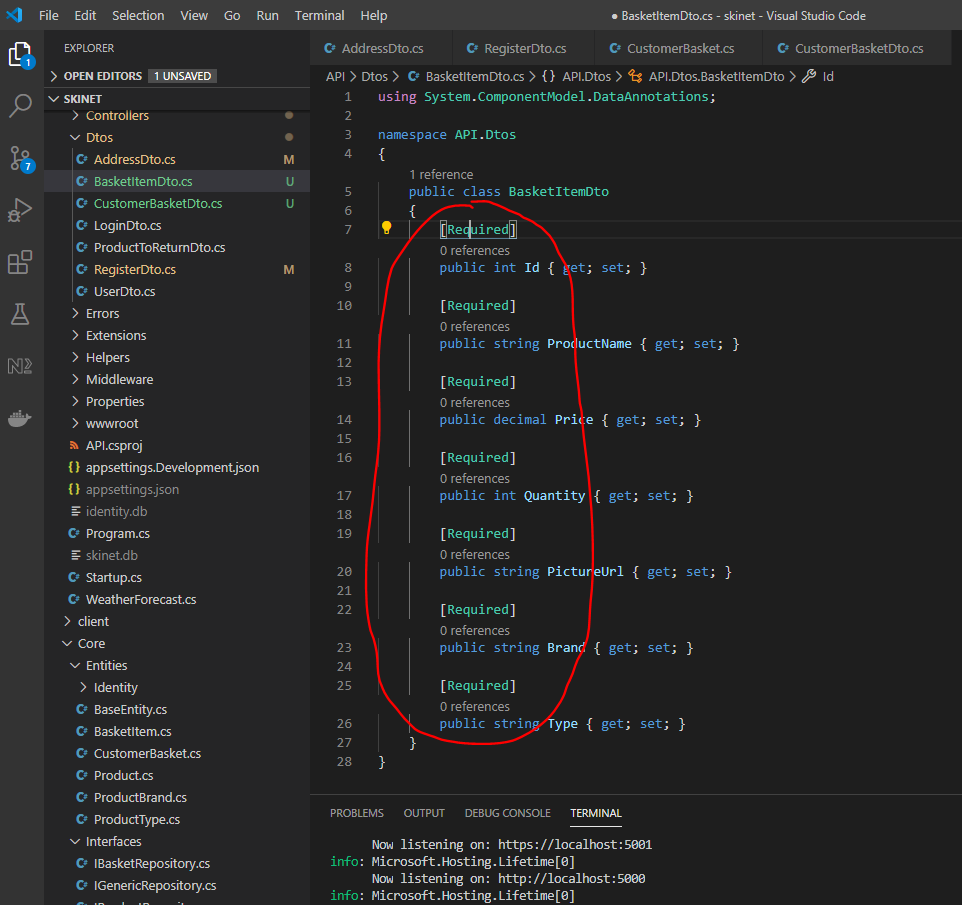 File Edit Selection View Go Run Terminal Help
● BasketItemDto.cs - skinet - Visual Studio Code
1
7
EXPLORER
OPEN EDITORS 1 UNSAVED
SKINET
Controllers
Dtos
C# AddressDto.cs M
C# BasketItemDto.cs U
C# CustomerBasketDto.cs U
C# LoginDto.cs
C# ProductToReturnDto.cs
C# RegisterDto.cs M
C# UserDto.cs
Errors
Extensions
Helpers
Middleware
Properties
wwwroot
API.csproj
{} appsettings.Development.json
{} appsettings.json
identity.db
C# Program.cs
skinet.db
C# Startup.cs
C# WeatherForecast.cs
client
Core
Entities
Identity
C# BaseEntity.cs
C# BasketItem.cs
C# CustomerBasket.cs
C# Product.cs
C# ProductBrand.cs
C# ProductType.cs
Interfaces
C# IBasketRepository.cs
C# IGenericRepository.cs
C# AddressDto.cs C# RegisterDto.cs C# CustomerBasket.cs C# CustomerBasketDto.cs
API > Dtos > C# BasketItemDto.cs > {} API.Dtos > API.Dtos.BasketItemDto > Id
1 using System.ComponentModel.DataAnnotations;
2
3 namespace API.Dtos
4 {
1 reference
5 public class BasketItemDto
6 {
7 [Required]
0 references
8 public int Id { get; set; }
9
10 [Required]
0 references
11 public string ProductName { get; set; }
12
13 [Required]
0 references
14 public decimal Price { get; set; }
15
16 [Required]
0 references
17 public int Quantity { get; set; }
18
19 [Required]
0 references
20 public string PictureUrl { get; set; }
21
22 [Required]
0 references
23 public string Brand { get; set; }
24
25 [Required]
0 references
26 public string Type { get; set; }
27 }
28 }
PROBLEMS OUTPUT DEBUG CONSOLE TERMINAL
Now listening on: https://localhost:5001
info: Microsoft.Hosting.Lifetime[0]
Now listening on: http://localhost:5000
info: Microsoft.Hosting.Lifetime[0]